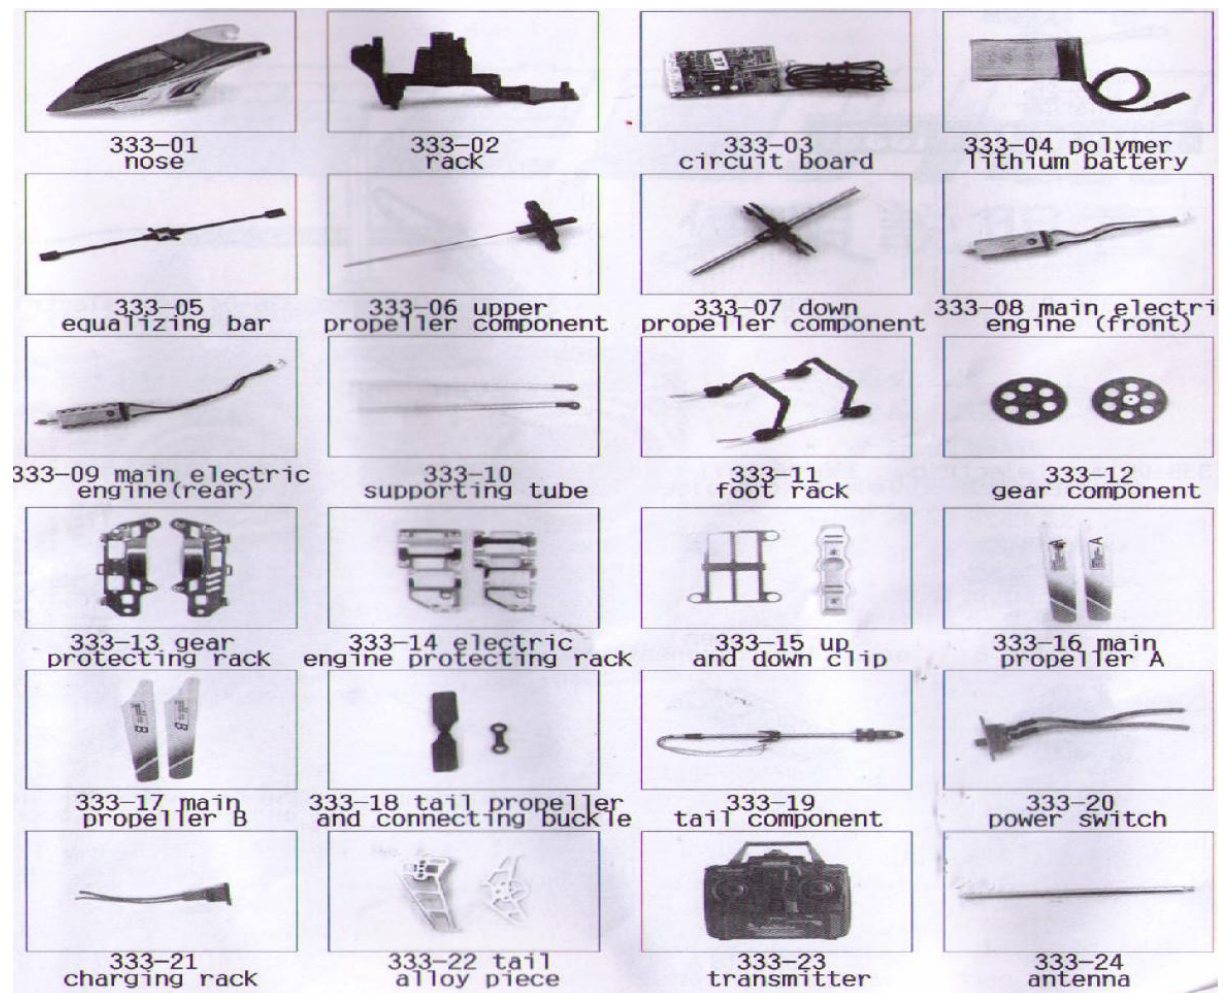 333-01
nose
333-02
rack
333-03
circuit board
333-04 polymer
lithium battery
333-05
equalizing bar
333-06 upper
propeller component
333-07 down
propeller component
333-08 main electri
engine (front)
333-09 main electric
engine(rear)
333-10
supporting tube
333-11
foot rack
333-12
gear component
333-13 gear
protecting rack
333-14 electric
engine protecting rack
333-15 up
and down clip
333-16 main
propeller A
333-17 main
propeller B
333-18 tail propeller
and connecting buckle
333-19
tail component
333-20
power switch
333-21
charging rack
333-22 tail
alloy piece
333-23
transmitter
333-24
antenna